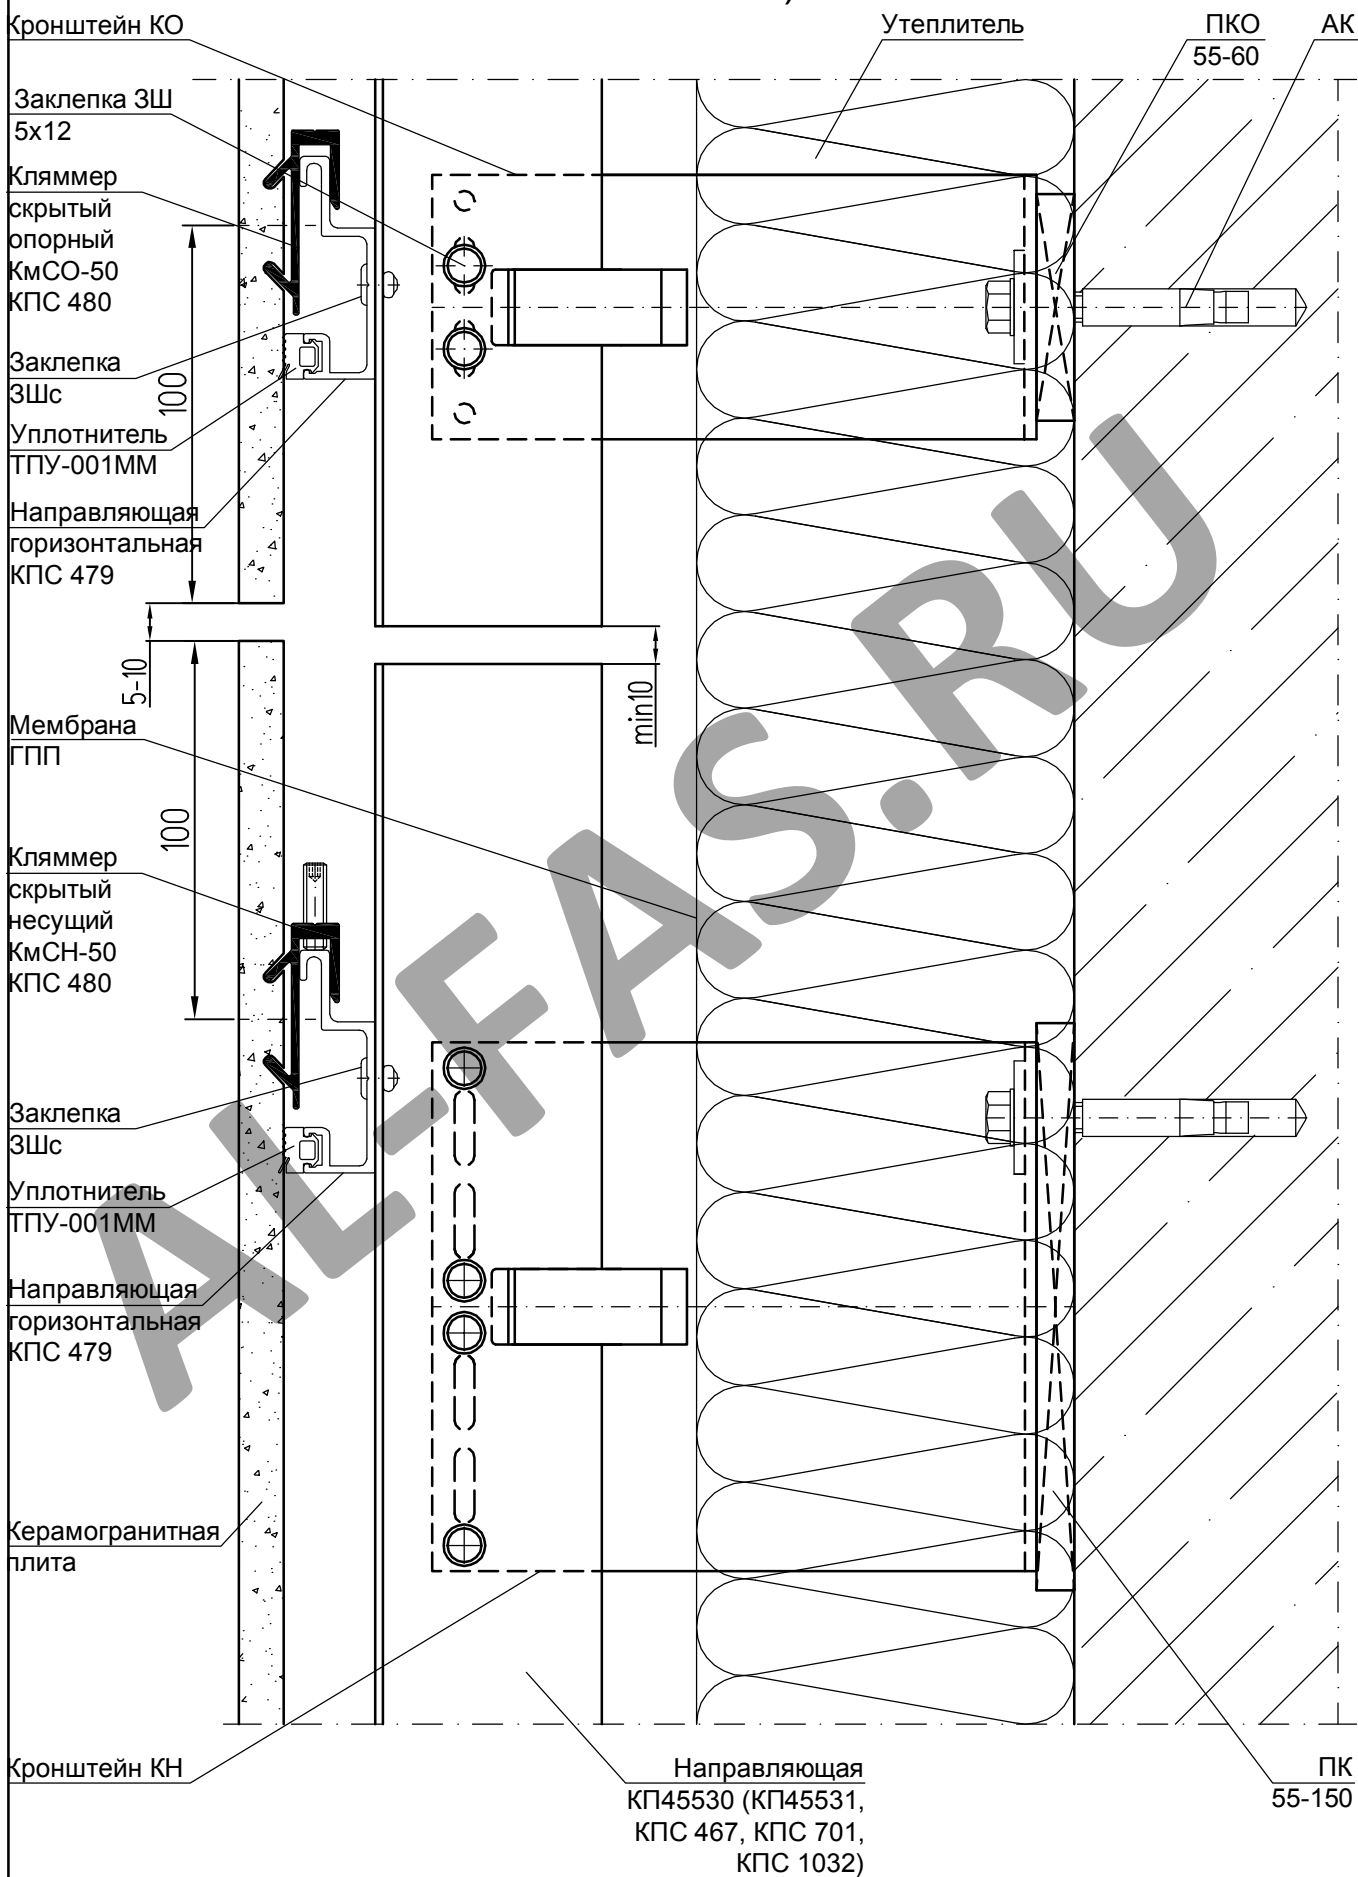 Кронштейн КО
Утеплитель
ПКО
55-60
АК
Заклепка ЗШ
5х12
Кляммер
скрытый
опорный
КмСО-50
КПС 480
Заклепка
ЗШс
100
Уплотнитель
ТПУ-001ММ
Направляющая
горизонтальная
КПС 479
5-10
min10
Мембрана
ГПП
100
Кляммер
скрытый
несущий
КмСН-50
КПС 480
Заклепка
ЗШс
Уплотнитель
ТПУ-001ММ
Направляющая
горизонтальная
КПС 479
Керамогранитная
плита
Кронштейн КН
Направляющая
КП45530 (КП45531,
КПС 467, КПС 701,
КПС 1032)
ПК
55-150
AL-FAS.RU